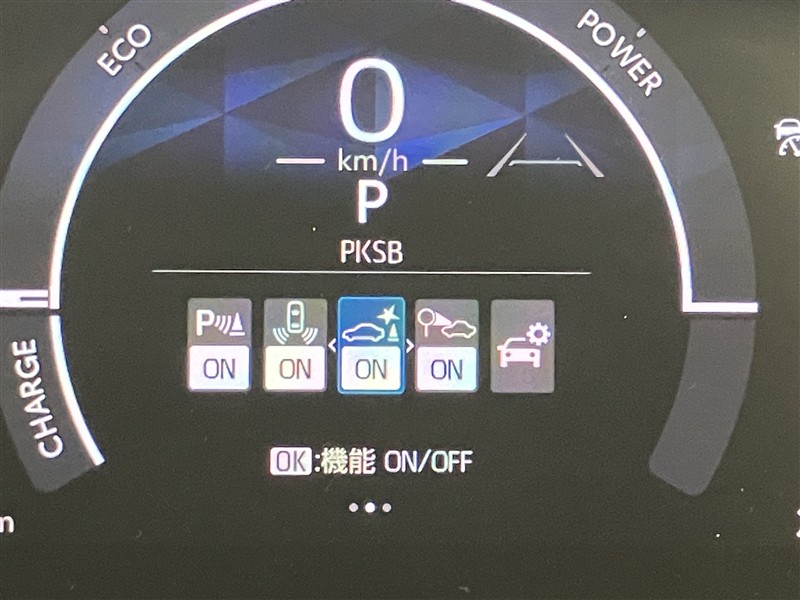 ECO
POWER
0
km/h
P
PKSB
P
ON
ON
ON
ON
OK:機能 ON/OFF
CHARGE
m